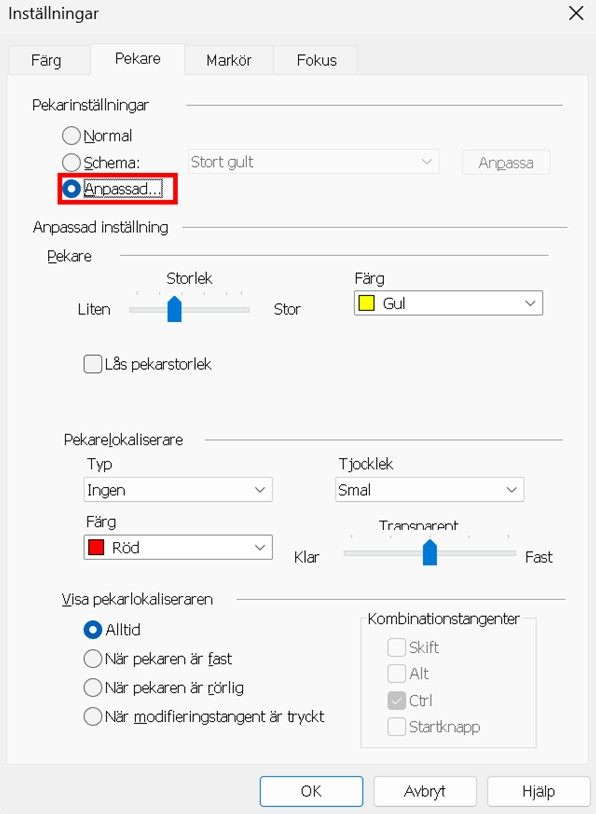 Inställningar
Färg Pekare Markör Fokus
Pekarinställningar
Normal
Schema: Stort gult Anpassa
Anpassad...
Anpassad inställning
Pekare
Storlek Färg
Liten Stor Gul
Lås pekarstorlek
Pekarelokaliserare
Typ Tjocklek
Ingen Smal
Färg Transparent
Röd Klar Fast
Visa pekarlokaliseraren
Kombinationstangenter
Alltid
Skift
När pekaren är fast
Alt
När pekaren är rörlig
Ctrl
När modifieringstangent är tryckt
Startknapp
OK Avbryt Hjälp